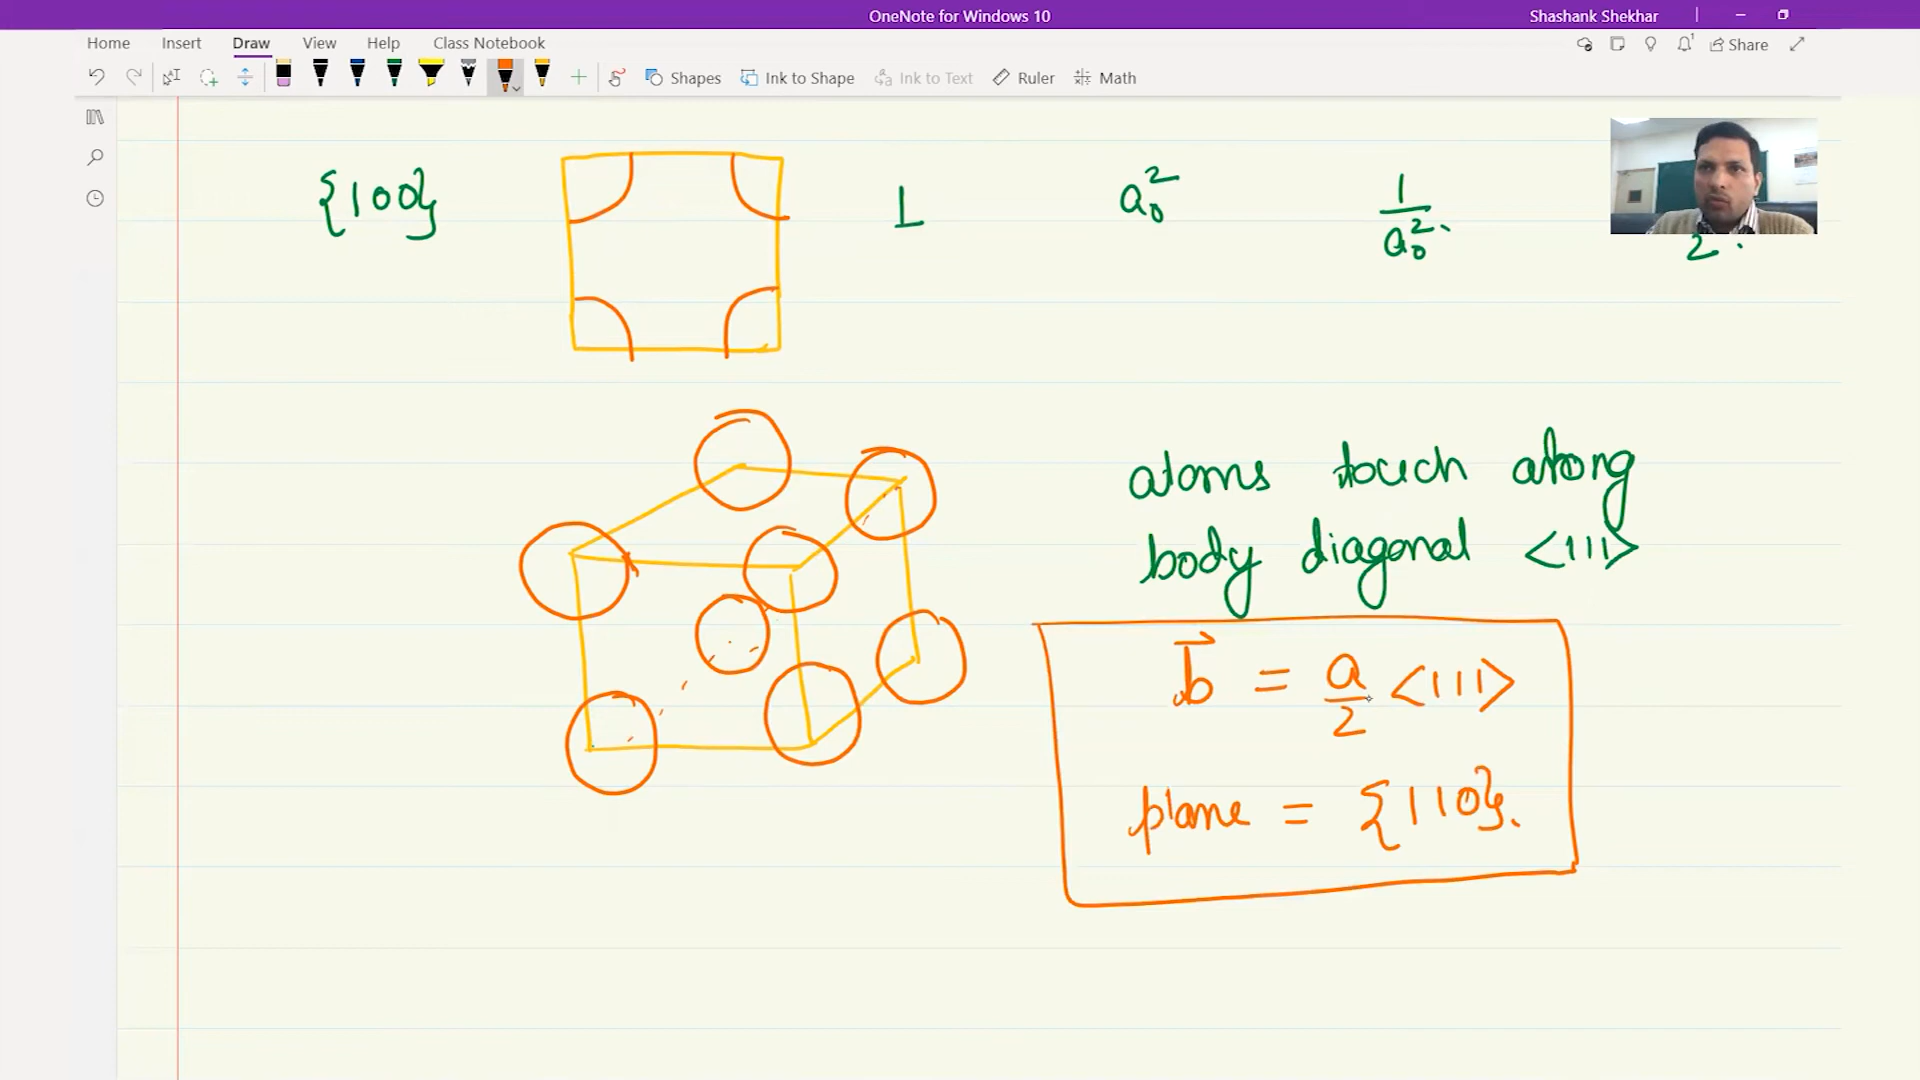 OneNote for Windows 10
Shashank Shekhar
Home Insert Draw View Help Class Notebook
Share
Shapes Ink to Shape Ink to Text Ruler Math
{100} 1 a₀² 1/a₀². 2.
atoms touch along
body diagonal <111>
b⃗ = a/2 <111>
plane = {110}.